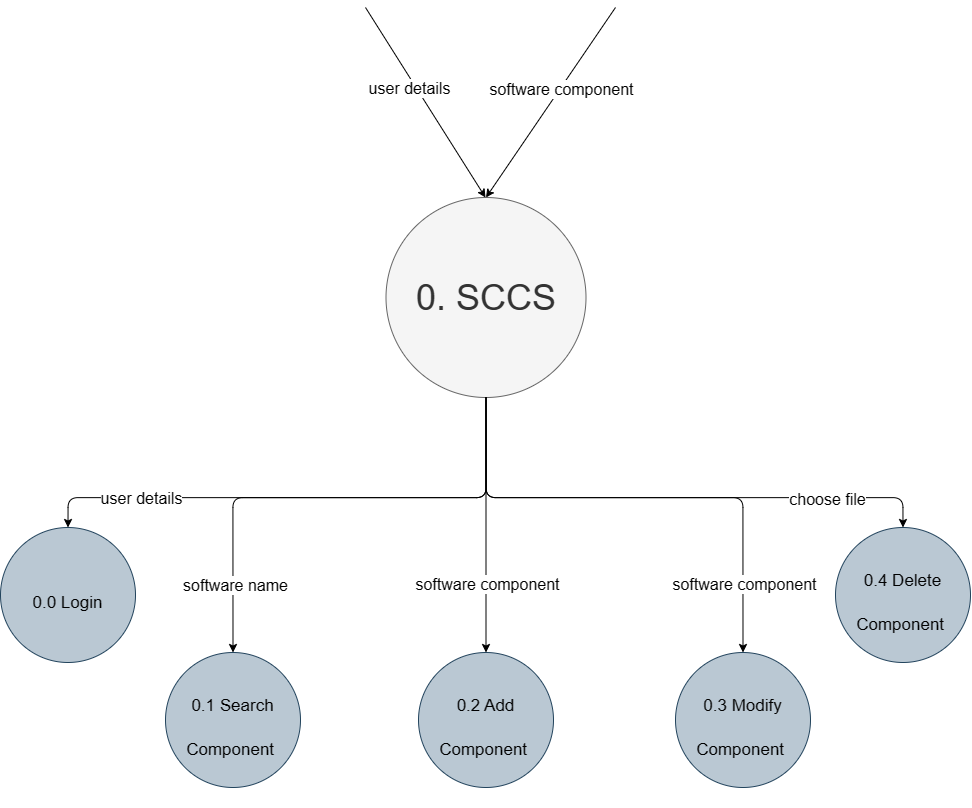 user details
software component
0. SCCS
user details
choose file
software name
software component
software component
0.0 Login
0.4 Delete
Component
0.1 Search
Component
0.2 Add
Component
0.3 Modify
Component